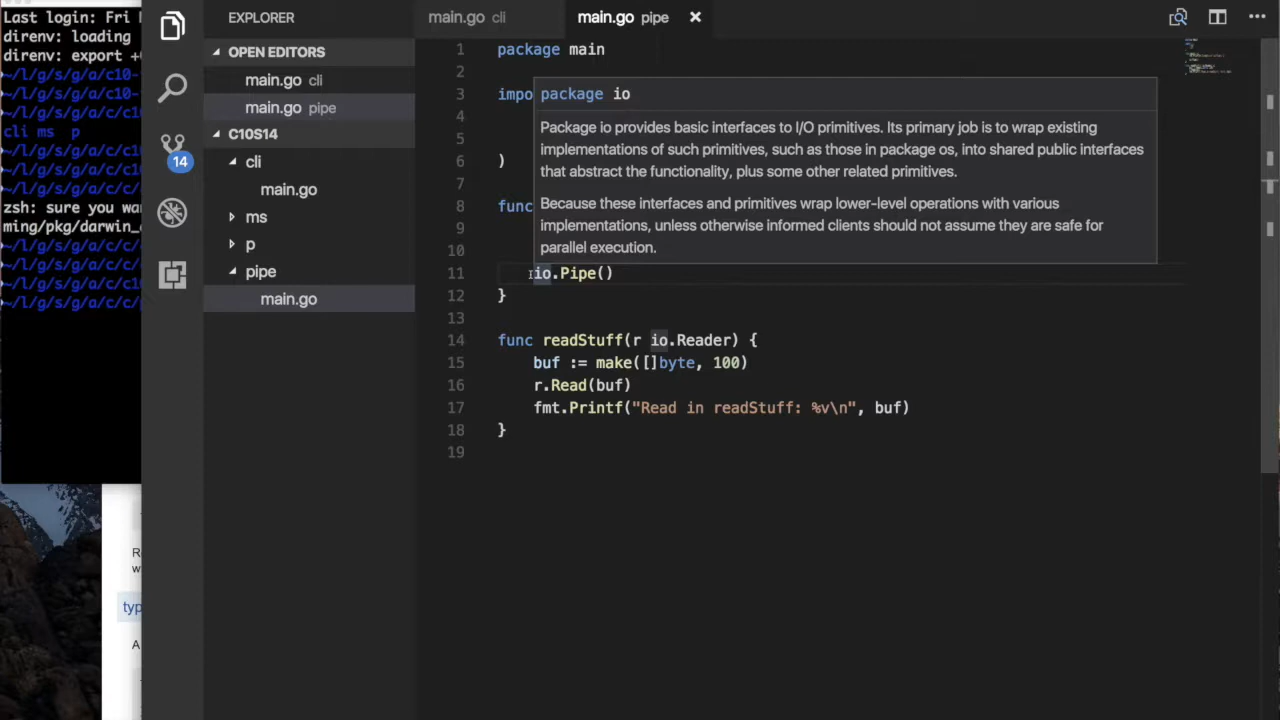 Last login: Fri
direnv: loading
direnv: export +
~/l/g/s/g/a/c10-
~/l/g/s/g/a/c10-
~/l/g/s/g/a/c10
cli ms p
~/l/g/s/g/a/c10
~/l/g/s/g/a/c/c
~/l/g/s/g/a/c/c/
zsh: sure you wa
ming/pkg/darwin_
~/l/g/s/g/a/c/c/
~/l/g/s/g/a/c/c/
~/l/g/s/g/a/c/c/
~/l/g/s/g/a/c/c/
typ
A
14
EXPLORER
OPEN EDITORS
main.go cli
main.go pipe
C10S14
cli
main.go
ms
p
pipe
main.go
main.go cli
main.go pipe
1 package main
2
3 impo
4
5
6 )
7
8 func
9
10
11 io.Pipe()
12 }
13
14 func readStuff(r io.Reader) {
15 buf := make([]byte, 100)
16 r.Read(buf)
17 fmt.Printf("Read in readStuff: %v\n", buf)
18 }
19
package io
Package io provides basic interfaces to I/O primitives. Its primary job is to wrap existing
implementations of such primitives, such as those in package os, into shared public interfaces
that abstract the functionality, plus some other related primitives.
Because these interfaces and primitives wrap lower-level operations with various
implementations, unless otherwise informed clients should not assume they are safe for
parallel execution.